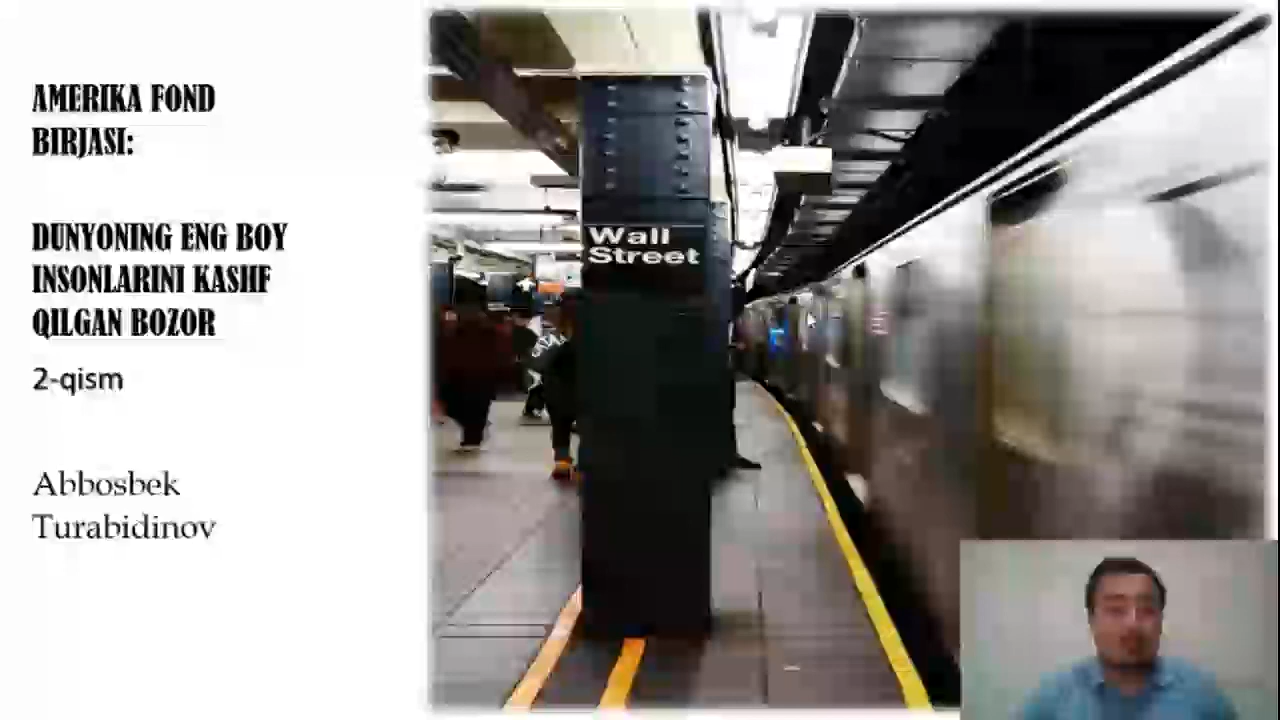 AMERIKA FOND
BIRJASI:
DUNYONING ENG BOY
INSONLARINI KASHF
QILGAN BOZOR
2-qism
Abbosbek
Turabidinov
Wall
Street